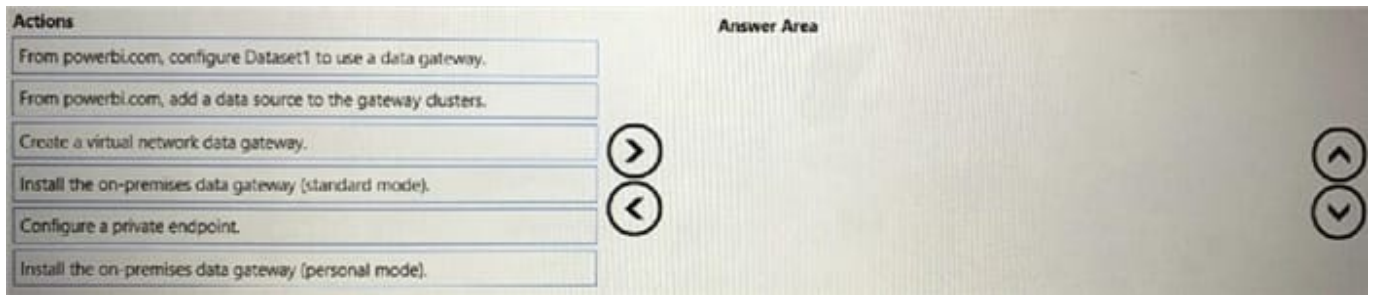 Actions
From powerbi.com, configure Dataset1 to use a data gateway.
From powerbi.com, add a data source to the gateway clusters.
Create a virtual network data gateway.
Install the on-premises data gateway (standard mode).
Configure a private endpoint.
Install the on-premises data gateway (personal mode).
Answer Area